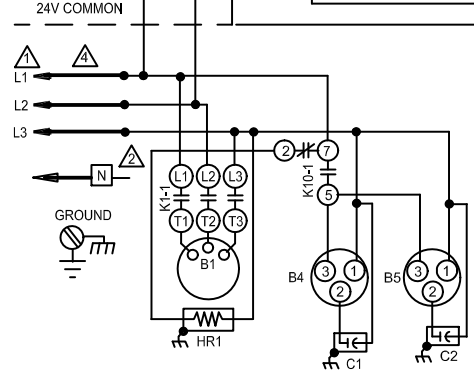 24V COMMON
1
4
L1
L2
L3
2
N
2
7
L1 L2 L3
K1-1
K10-1
5
T1 T2 T3
GROUND
B1
B4
3 1
2
B5
3 1
2
HR1
C1
C2